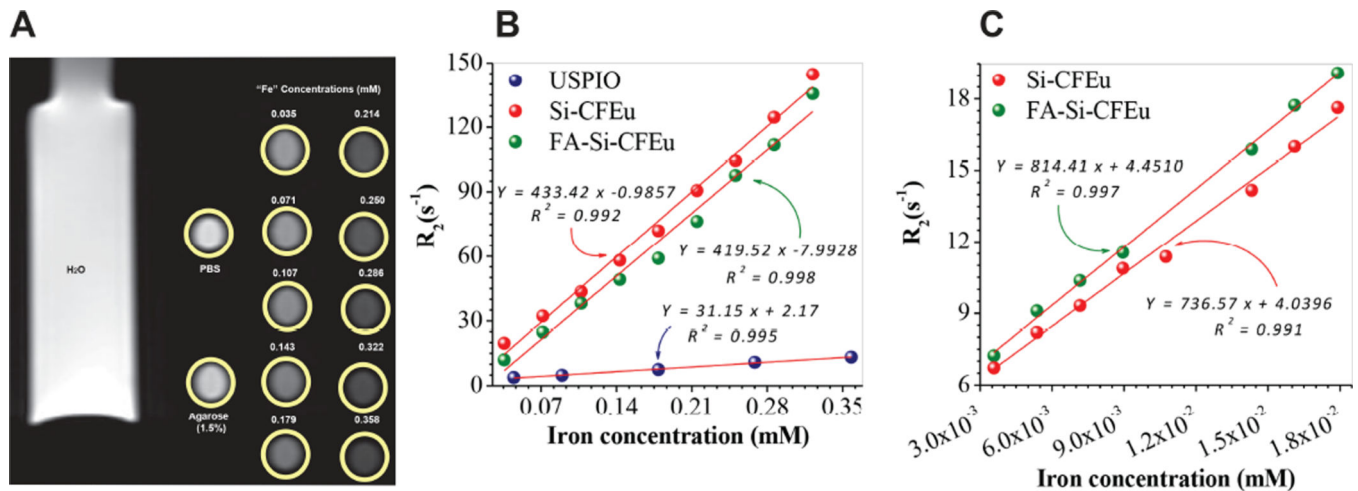 A
"Fe" Concentrations (mM)
0.035
0.214
0.071
0.250
PBS
H2O
0.107
0.286
0.143
0.322
Agarose
(1.5%)
0.179
0.358
B
R2(s-1)
150
120
90
60
30
0
USPIO
Si-CFEu
FA-Si-CFEu
Y = 433.42 x -0.9857
R2 = 0.992
Y = 419.52 x -7.9928
R2 = 0.998
Y = 31.15 x + 2.17
R2 = 0.995
0.07 0.14 0.21 0.28 0.35
Iron concentration (mM)
C
R2(s-1)
18
15
12
9
6
Si-CFEu
FA-Si-CFEu
Y = 814.41 x + 4.4510
R2 = 0.997
Y = 736.57 x + 4.0396
R2 = 0.991
3.0x10-3 6.0x10-3 9.0x10-3 1.2x10-2 1.5x10-2 1.8x10-2
Iron concentration (mM)